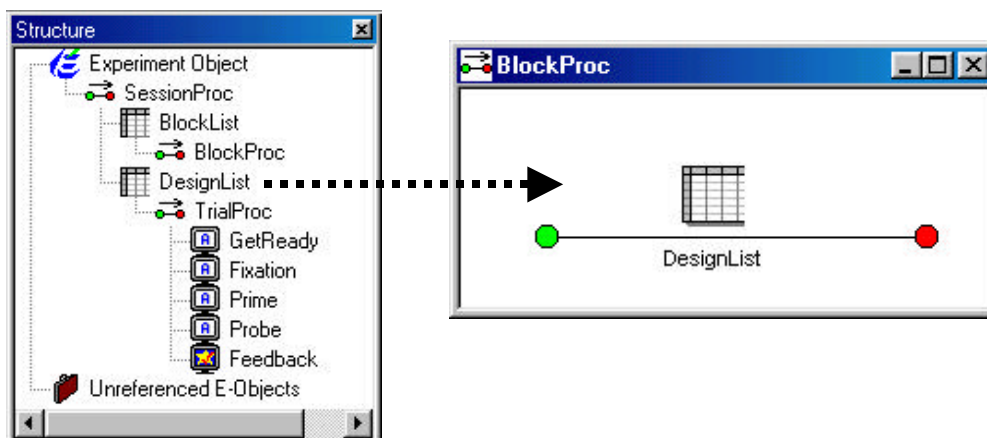 Structure
Experiment Object
SessionProc
BlockList
BlockProc
DesignList
TrialProc
A GetReady
A Fixation
A Prime
A Probe
Feedback
Unreferenced E-Objects
BlockProc
DesignList